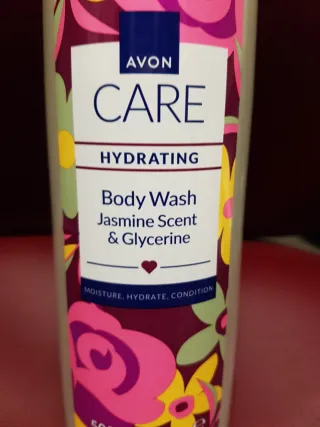 AVON
CARE
HYDRATING
Body Wash
Jasmine Scent
& Glycerine
MOISTURE, HYDRATE, CONDITION